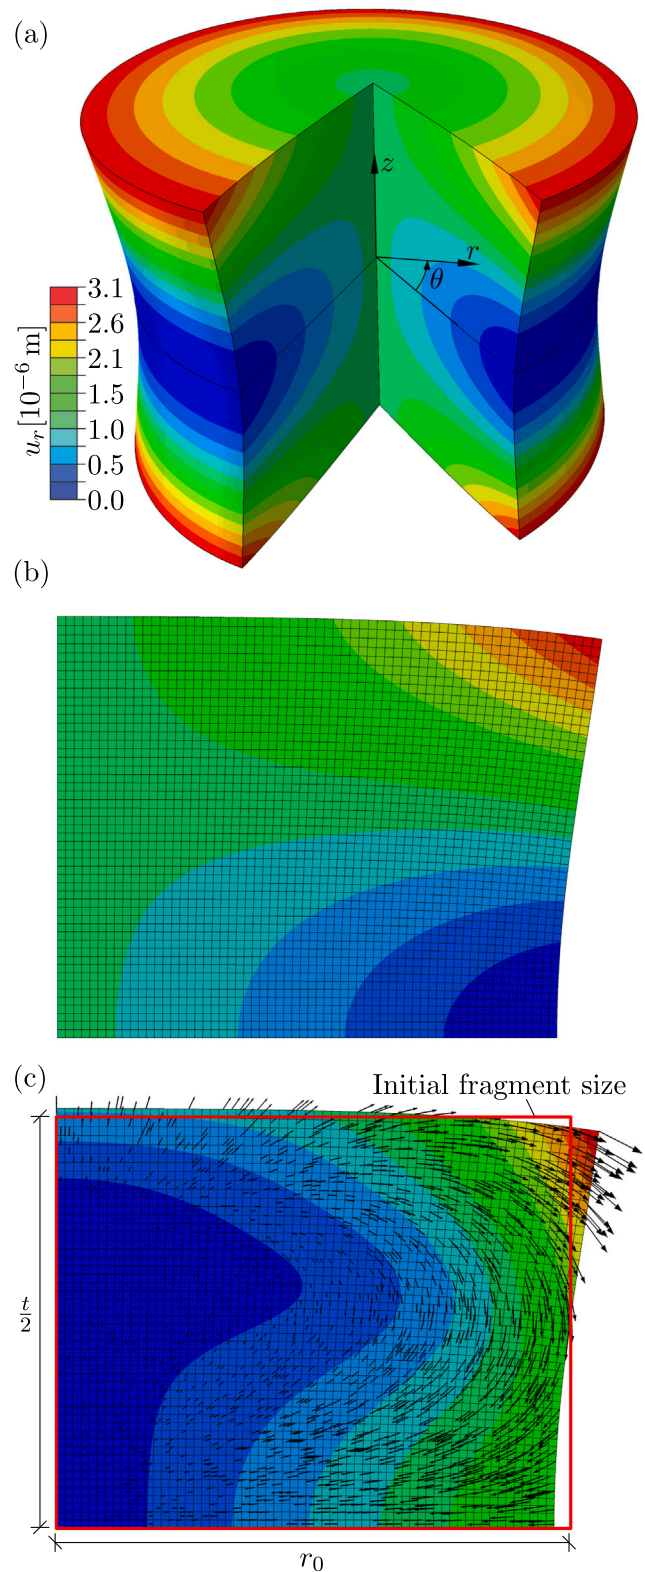 (a)
z
r
θ
u_r [10⁻⁶ m]
3.1
2.6
2.1
1.5
1.0
0.5
0.0
(b)
(c)
Initial fragment size
t/2
r₀